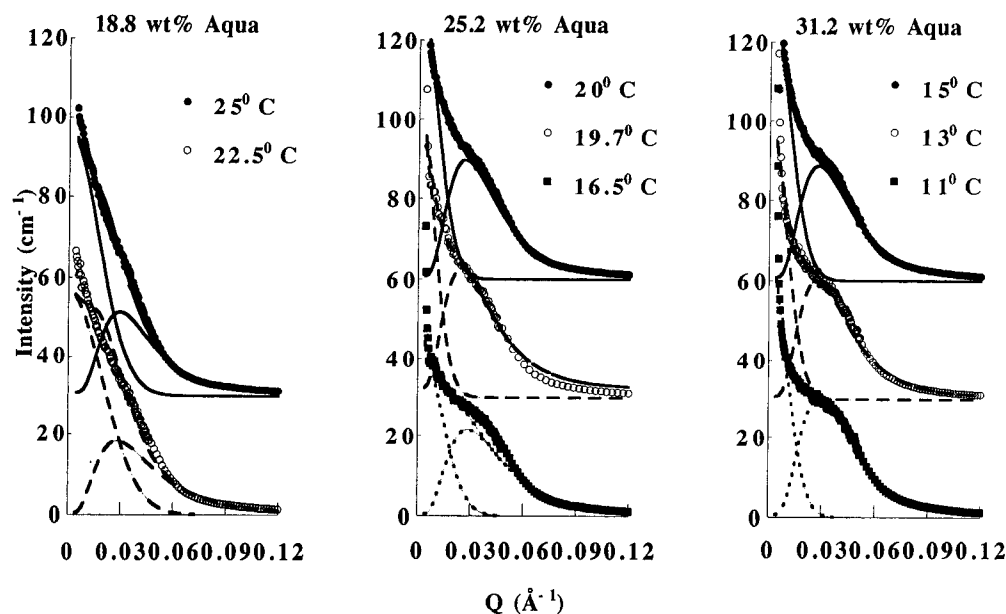 18.8 wt% Aqua
25.2 wt% Aqua
31.2 wt% Aqua
120
100
80
60
40
20
0
Intensity (cm⁻¹)
25⁰ C
22.5⁰ C
0 0.030.060.090.12
120
100
80
60
40
20
0
20⁰ C
19.7⁰ C
16.5⁰ C
0 0.030.060.090.12
120
100
80
60
40
20
0
15⁰ C
13⁰ C
11⁰ C
0 0.030.060.090.12
Q (Å⁻¹)